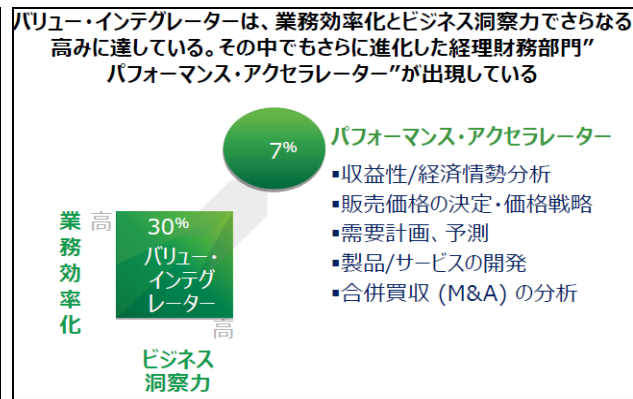 バリュー・インテグレーターは、業務効率化とビジネス洞察力でさらなる
高みに達している。その中でもさらに進化した経理財務部門”
パフォーマンス・アクセラレーター”が出現している
7%
パフォーマンス・アクセラレーター
▪収益性/経済情勢分析
▪販売価格の決定・価格戦略
▪需要計画、予測
▪製品/サービスの開発
▪合併買収 (M&A) の分析
業務効率化
高
30%
バリュー・
インテグ
レーター
高
ビジネス
洞察力